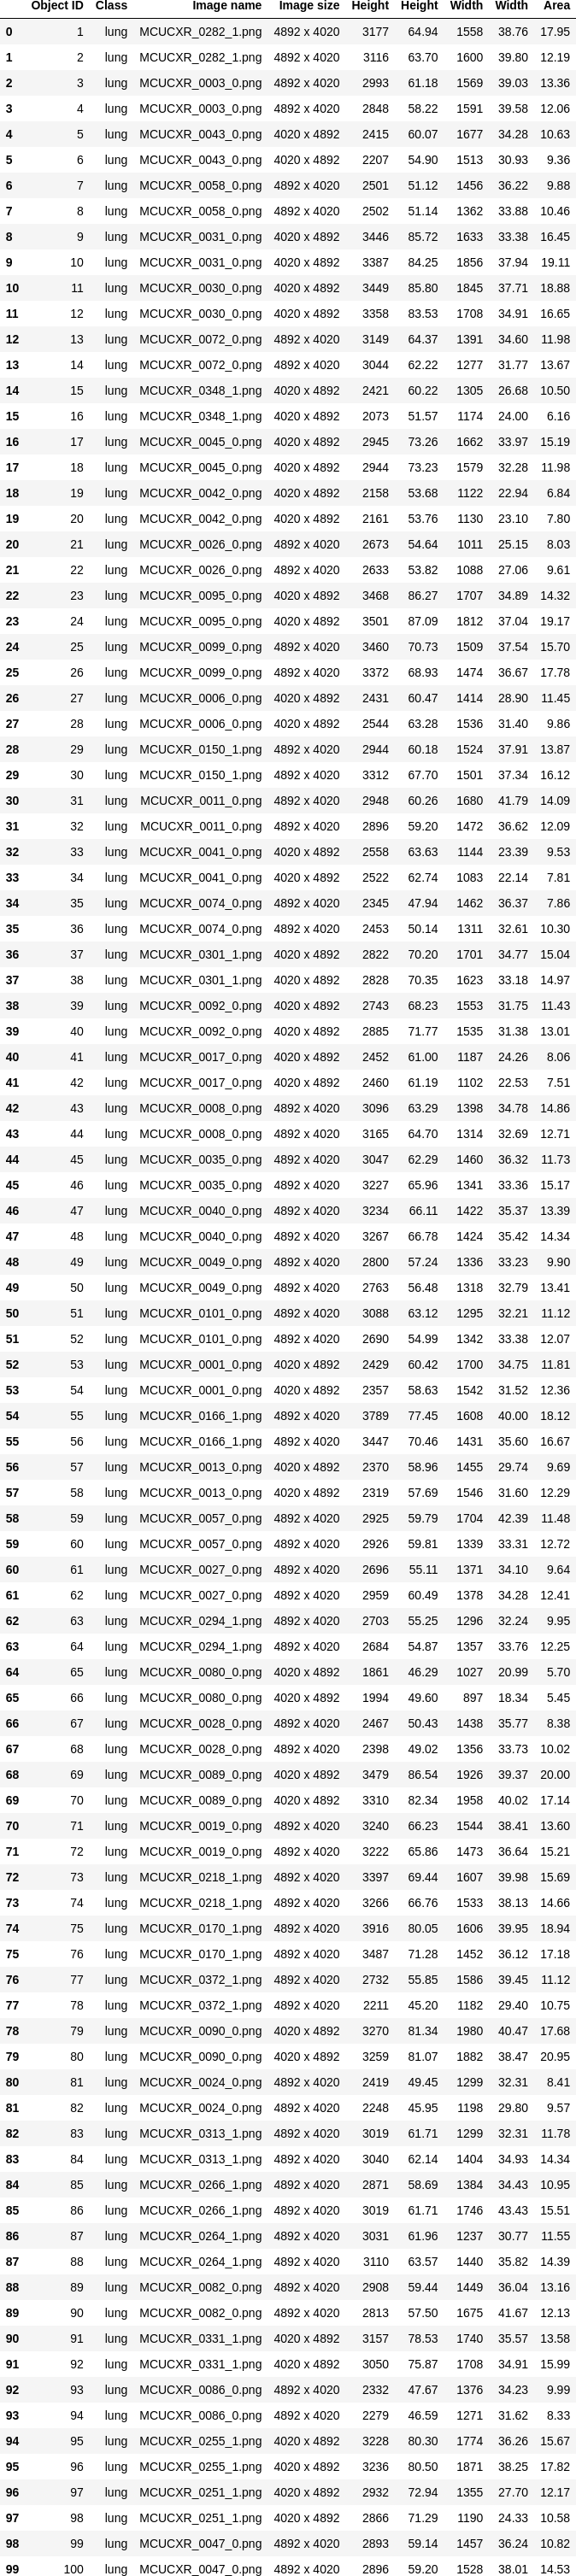 Object ID Class Image name Image size Height Height Width Width Area
0 1 lung MCUCXR_0282_1.png 4892 x 4020 3177 64.94 1558 38.76 17.95
1 2 lung MCUCXR_0282_1.png 4892 x 4020 3116 63.70 1600 39.80 12.19
2 3 lung MCUCXR_0003_0.png 4892 x 4020 2993 61.18 1569 39.03 13.36
3 4 lung MCUCXR_0003_0.png 4892 x 4020 2848 58.22 1591 39.58 12.06
4 5 lung MCUCXR_0043_0.png 4020 x 4892 2415 60.07 1677 34.28 10.63
5 6 lung MCUCXR_0043_0.png 4020 x 4892 2207 54.90 1513 30.93 9.36
6 7 lung MCUCXR_0058_0.png 4892 x 4020 2501 51.12 1456 36.22 9.88
7 8 lung MCUCXR_0058_0.png 4892 x 4020 2502 51.14 1362 33.88 10.46
8 9 lung MCUCXR_0031_0.png 4020 x 4892 3446 85.72 1633 33.38 16.45
9 10 lung MCUCXR_0031_0.png 4020 x 4892 3387 84.25 1856 37.94 19.11
10 11 lung MCUCXR_0030_0.png 4020 x 4892 3449 85.80 1845 37.71 18.88
11 12 lung MCUCXR_0030_0.png 4020 x 4892 3358 83.53 1708 34.91 16.65
12 13 lung MCUCXR_0072_0.png 4892 x 4020 3149 64.37 1391 34.60 11.98
13 14 lung MCUCXR_0072_0.png 4892 x 4020 3044 62.22 1277 31.77 13.67
14 15 lung MCUCXR_0348_1.png 4020 x 4892 2421 60.22 1305 26.68 10.50
15 16 lung MCUCXR_0348_1.png 4020 x 4892 2073 51.57 1174 24.00 6.16
16 17 lung MCUCXR_0045_0.png 4020 x 4892 2945 73.26 1662 33.97 15.19
17 18 lung MCUCXR_0045_0.png 4020 x 4892 2944 73.23 1579 32.28 11.98
18 19 lung MCUCXR_0042_0.png 4020 x 4892 2158 53.68 1122 22.94 6.84
19 20 lung MCUCXR_0042_0.png 4020 x 4892 2161 53.76 1130 23.10 7.80
20 21 lung MCUCXR_0026_0.png 4892 x 4020 2673 54.64 1011 25.15 8.03
21 22 lung MCUCXR_0026_0.png 4892 x 4020 2633 53.82 1088 27.06 9.61
22 23 lung MCUCXR_0095_0.png 4020 x 4892 3468 86.27 1707 34.89 14.32
23 24 lung MCUCXR_0095_0.png 4020 x 4892 3501 87.09 1812 37.04 19.17
24 25 lung MCUCXR_0099_0.png 4892 x 4020 3460 70.73 1509 37.54 15.70
25 26 lung MCUCXR_0099_0.png 4892 x 4020 3372 68.93 1474 36.67 17.78
26 27 lung MCUCXR_0006_0.png 4020 x 4892 2431 60.47 1414 28.90 11.45
27 28 lung MCUCXR_0006_0.png 4020 x 4892 2544 63.28 1536 31.40 9.86
28 29 lung MCUCXR_0150_1.png 4892 x 4020 2944 60.18 1524 37.91 13.87
29 30 lung MCUCXR_0150_1.png 4892 x 4020 3312 67.70 1501 37.34 16.12
30 31 lung MCUCXR_0011_0.png 4892 x 4020 2948 60.26 1680 41.79 14.09
31 32 lung MCUCXR_0011_0.png 4892 x 4020 2896 59.20 1472 36.62 12.09
32 33 lung MCUCXR_0041_0.png 4020 x 4892 2558 63.63 1144 23.39 9.53
33 34 lung MCUCXR_0041_0.png 4020 x 4892 2522 62.74 1083 22.14 7.81
34 35 lung MCUCXR_0074_0.png 4892 x 4020 2345 47.94 1462 36.37 7.86
35 36 lung MCUCXR_0074_0.png 4892 x 4020 2453 50.14 1311 32.61 10.30
36 37 lung MCUCXR_0301_1.png 4020 x 4892 2822 70.20 1701 34.77 15.04
37 38 lung MCUCXR_0301_1.png 4020 x 4892 2828 70.35 1623 33.18 14.97
38 39 lung MCUCXR_0092_0.png 4020 x 4892 2743 68.23 1553 31.75 11.43
39 40 lung MCUCXR_0092_0.png 4020 x 4892 2885 71.77 1535 31.38 13.01
40 41 lung MCUCXR_0017_0.png 4020 x 4892 2452 61.00 1187 24.26 8.06
41 42 lung MCUCXR_0017_0.png 4020 x 4892 2460 61.19 1102 22.53 7.51
42 43 lung MCUCXR_0008_0.png 4892 x 4020 3096 63.29 1398 34.78 14.86
43 44 lung MCUCXR_0008_0.png 4892 x 4020 3165 64.70 1314 32.69 12.71
44 45 lung MCUCXR_0035_0.png 4892 x 4020 3047 62.29 1460 36.32 11.73
45 46 lung MCUCXR_0035_0.png 4892 x 4020 3227 65.96 1341 33.36 15.17
46 47 lung MCUCXR_0040_0.png 4892 x 4020 3234 66.11 1422 35.37 13.39
47 48 lung MCUCXR_0040_0.png 4892 x 4020 3267 66.78 1424 35.42 14.34
48 49 lung MCUCXR_0049_0.png 4892 x 4020 2800 57.24 1336 33.23 9.90
49 50 lung MCUCXR_0049_0.png 4892 x 4020 2763 56.48 1318 32.79 13.41
50 51 lung MCUCXR_0101_0.png 4892 x 4020 3088 63.12 1295 32.21 11.12
51 52 lung MCUCXR_0101_0.png 4892 x 4020 2690 54.99 1342 33.38 12.07
52 53 lung MCUCXR_0001_0.png 4020 x 4892 2429 60.42 1700 34.75 11.81
53 54 lung MCUCXR_0001_0.png 4020 x 4892 2357 58.63 1542 31.52 12.36
54 55 lung MCUCXR_0166_1.png 4892 x 4020 3789 77.45 1608 40.00 18.12
55 56 lung MCUCXR_0166_1.png 4892 x 4020 3447 70.46 1431 35.60 16.67
56 57 lung MCUCXR_0013_0.png 4020 x 4892 2370 58.96 1455 29.74 9.69
57 58 lung MCUCXR_0013_0.png 4020 x 4892 2319 57.69 1546 31.60 12.29
58 59 lung MCUCXR_0057_0.png 4892 x 4020 2925 59.79 1704 42.39 11.48
59 60 lung MCUCXR_0057_0.png 4892 x 4020 2926 59.81 1339 33.31 12.72
60 61 lung MCUCXR_0027_0.png 4892 x 4020 2696 55.11 1371 34.10 9.64
61 62 lung MCUCXR_0027_0.png 4892 x 4020 2959 60.49 1378 34.28 12.41
62 63 lung MCUCXR_0294_1.png 4892 x 4020 2703 55.25 1296 32.24 9.95
63 64 lung MCUCXR_0294_1.png 4892 x 4020 2684 54.87 1357 33.76 12.25
64 65 lung MCUCXR_0080_0.png 4020 x 4892 1861 46.29 1027 20.99 5.70
65 66 lung MCUCXR_0080_0.png 4020 x 4892 1994 49.60 897 18.34 5.45
66 67 lung MCUCXR_0028_0.png 4892 x 4020 2467 50.43 1438 35.77 8.38
67 68 lung MCUCXR_0028_0.png 4892 x 4020 2398 49.02 1356 33.73 10.02
68 69 lung MCUCXR_0089_0.png 4020 x 4892 3479 86.54 1926 39.37 20.00
69 70 lung MCUCXR_0089_0.png 4020 x 4892 3310 82.34 1958 40.02 17.14
70 71 lung MCUCXR_0019_0.png 4892 x 4020 3240 66.23 1544 38.41 13.60
71 72 lung MCUCXR_0019_0.png 4892 x 4020 3222 65.86 1473 36.64 15.21
72 73 lung MCUCXR_0218_1.png 4892 x 4020 3397 69.44 1607 39.98 15.69
73 74 lung MCUCXR_0218_1.png 4892 x 4020 3266 66.76 1533 38.13 14.66
74 75 lung MCUCXR_0170_1.png 4892 x 4020 3916 80.05 1606 39.95 18.94
75 76 lung MCUCXR_0170_1.png 4892 x 4020 3487 71.28 1452 36.12 17.18
76 77 lung MCUCXR_0372_1.png 4892 x 4020 2732 55.85 1586 39.45 11.12
77 78 lung MCUCXR_0372_1.png 4892 x 4020 2211 45.20 1182 29.40 10.75
78 79 lung MCUCXR_0090_0.png 4020 x 4892 3270 81.34 1980 40.47 17.68
79 80 lung MCUCXR_0090_0.png 4020 x 4892 3259 81.07 1882 38.47 20.95
80 81 lung MCUCXR_0024_0.png 4892 x 4020 2419 49.45 1299 32.31 8.41
81 82 lung MCUCXR_0024_0.png 4892 x 4020 2248 45.95 1198 29.80 9.57
82 83 lung MCUCXR_0313_1.png 4892 x 4020 3019 61.71 1299 32.31 11.78
83 84 lung MCUCXR_0313_1.png 4892 x 4020 3040 62.14 1404 34.93 14.34
84 85 lung MCUCXR_0266_1.png 4892 x 4020 2871 58.69 1384 34.43 10.95
85 86 lung MCUCXR_0266_1.png 4892 x 4020 3019 61.71 1746 43.43 15.51
86 87 lung MCUCXR_0264_1.png 4892 x 4020 3031 61.96 1237 30.77 11.55
87 88 lung MCUCXR_0264_1.png 4892 x 4020 3110 63.57 1440 35.82 14.39
88 89 lung MCUCXR_0082_0.png 4892 x 4020 2908 59.44 1449 36.04 13.16
89 90 lung MCUCXR_0082_0.png 4892 x 4020 2813 57.50 1675 41.67 12.13
90 91 lung MCUCXR_0331_1.png 4020 x 4892 3157 78.53 1740 35.57 13.58
91 92 lung MCUCXR_0331_1.png 4020 x 4892 3050 75.87 1708 34.91 15.99
92 93 lung MCUCXR_0086_0.png 4892 x 4020 2332 47.67 1376 34.23 9.99
93 94 lung MCUCXR_0086_0.png 4892 x 4020 2279 46.59 1271 31.62 8.33
94 95 lung MCUCXR_0255_1.png 4020 x 4892 3228 80.30 1774 36.26 15.67
95 96 lung MCUCXR_0255_1.png 4020 x 4892 3236 80.50 1871 38.25 17.82
96 97 lung MCUCXR_0251_1.png 4020 x 4892 2932 72.94 1355 27.70 12.17
97 98 lung MCUCXR_0251_1.png 4020 x 4892 2866 71.29 1190 24.33 10.58
98 99 lung MCUCXR_0047_0.png 4892 x 4020 2893 59.14 1457 36.24 10.82
99 100 lung MCUCXR_0047_0.png 4892 x 4020 2896 59.20 1528 38.01 14.53